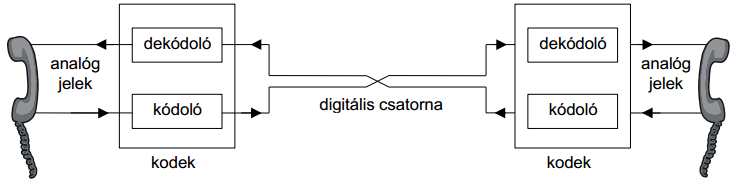 dekódoló
analóg
jelek
kódoló
kodek
digitális csatorna
dekódoló
analóg
jelek
kódoló
kodek